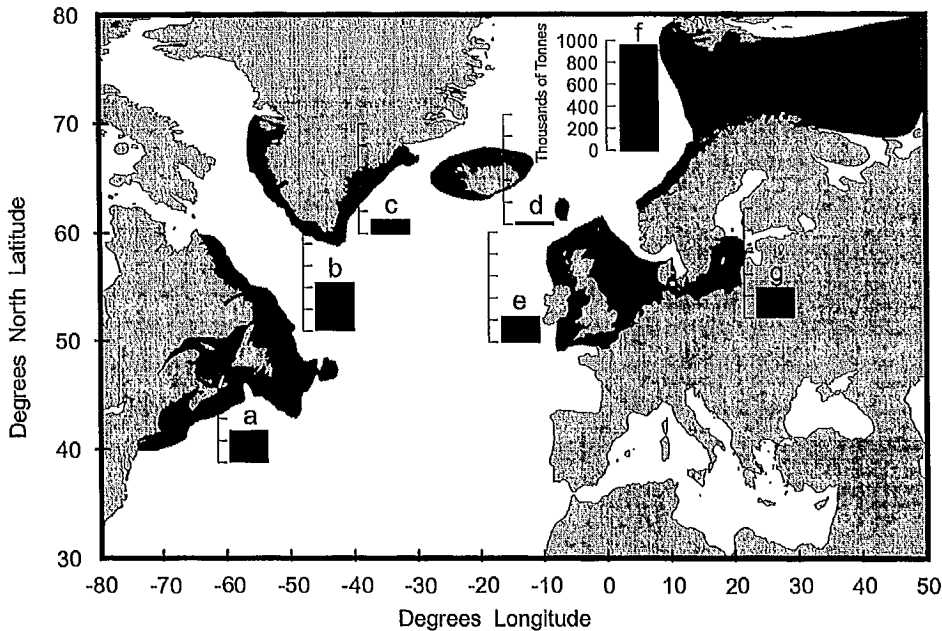 80
70
60
50
40
30
Degrees North Latitude
Thousands of Tonnes
1000
800
600
400
200
0
f
d
c
b
e
g
a
-80 -70 -60 -50 -40 -30 -20 -10 0 10 20 30 40 50
Degrees Longitude